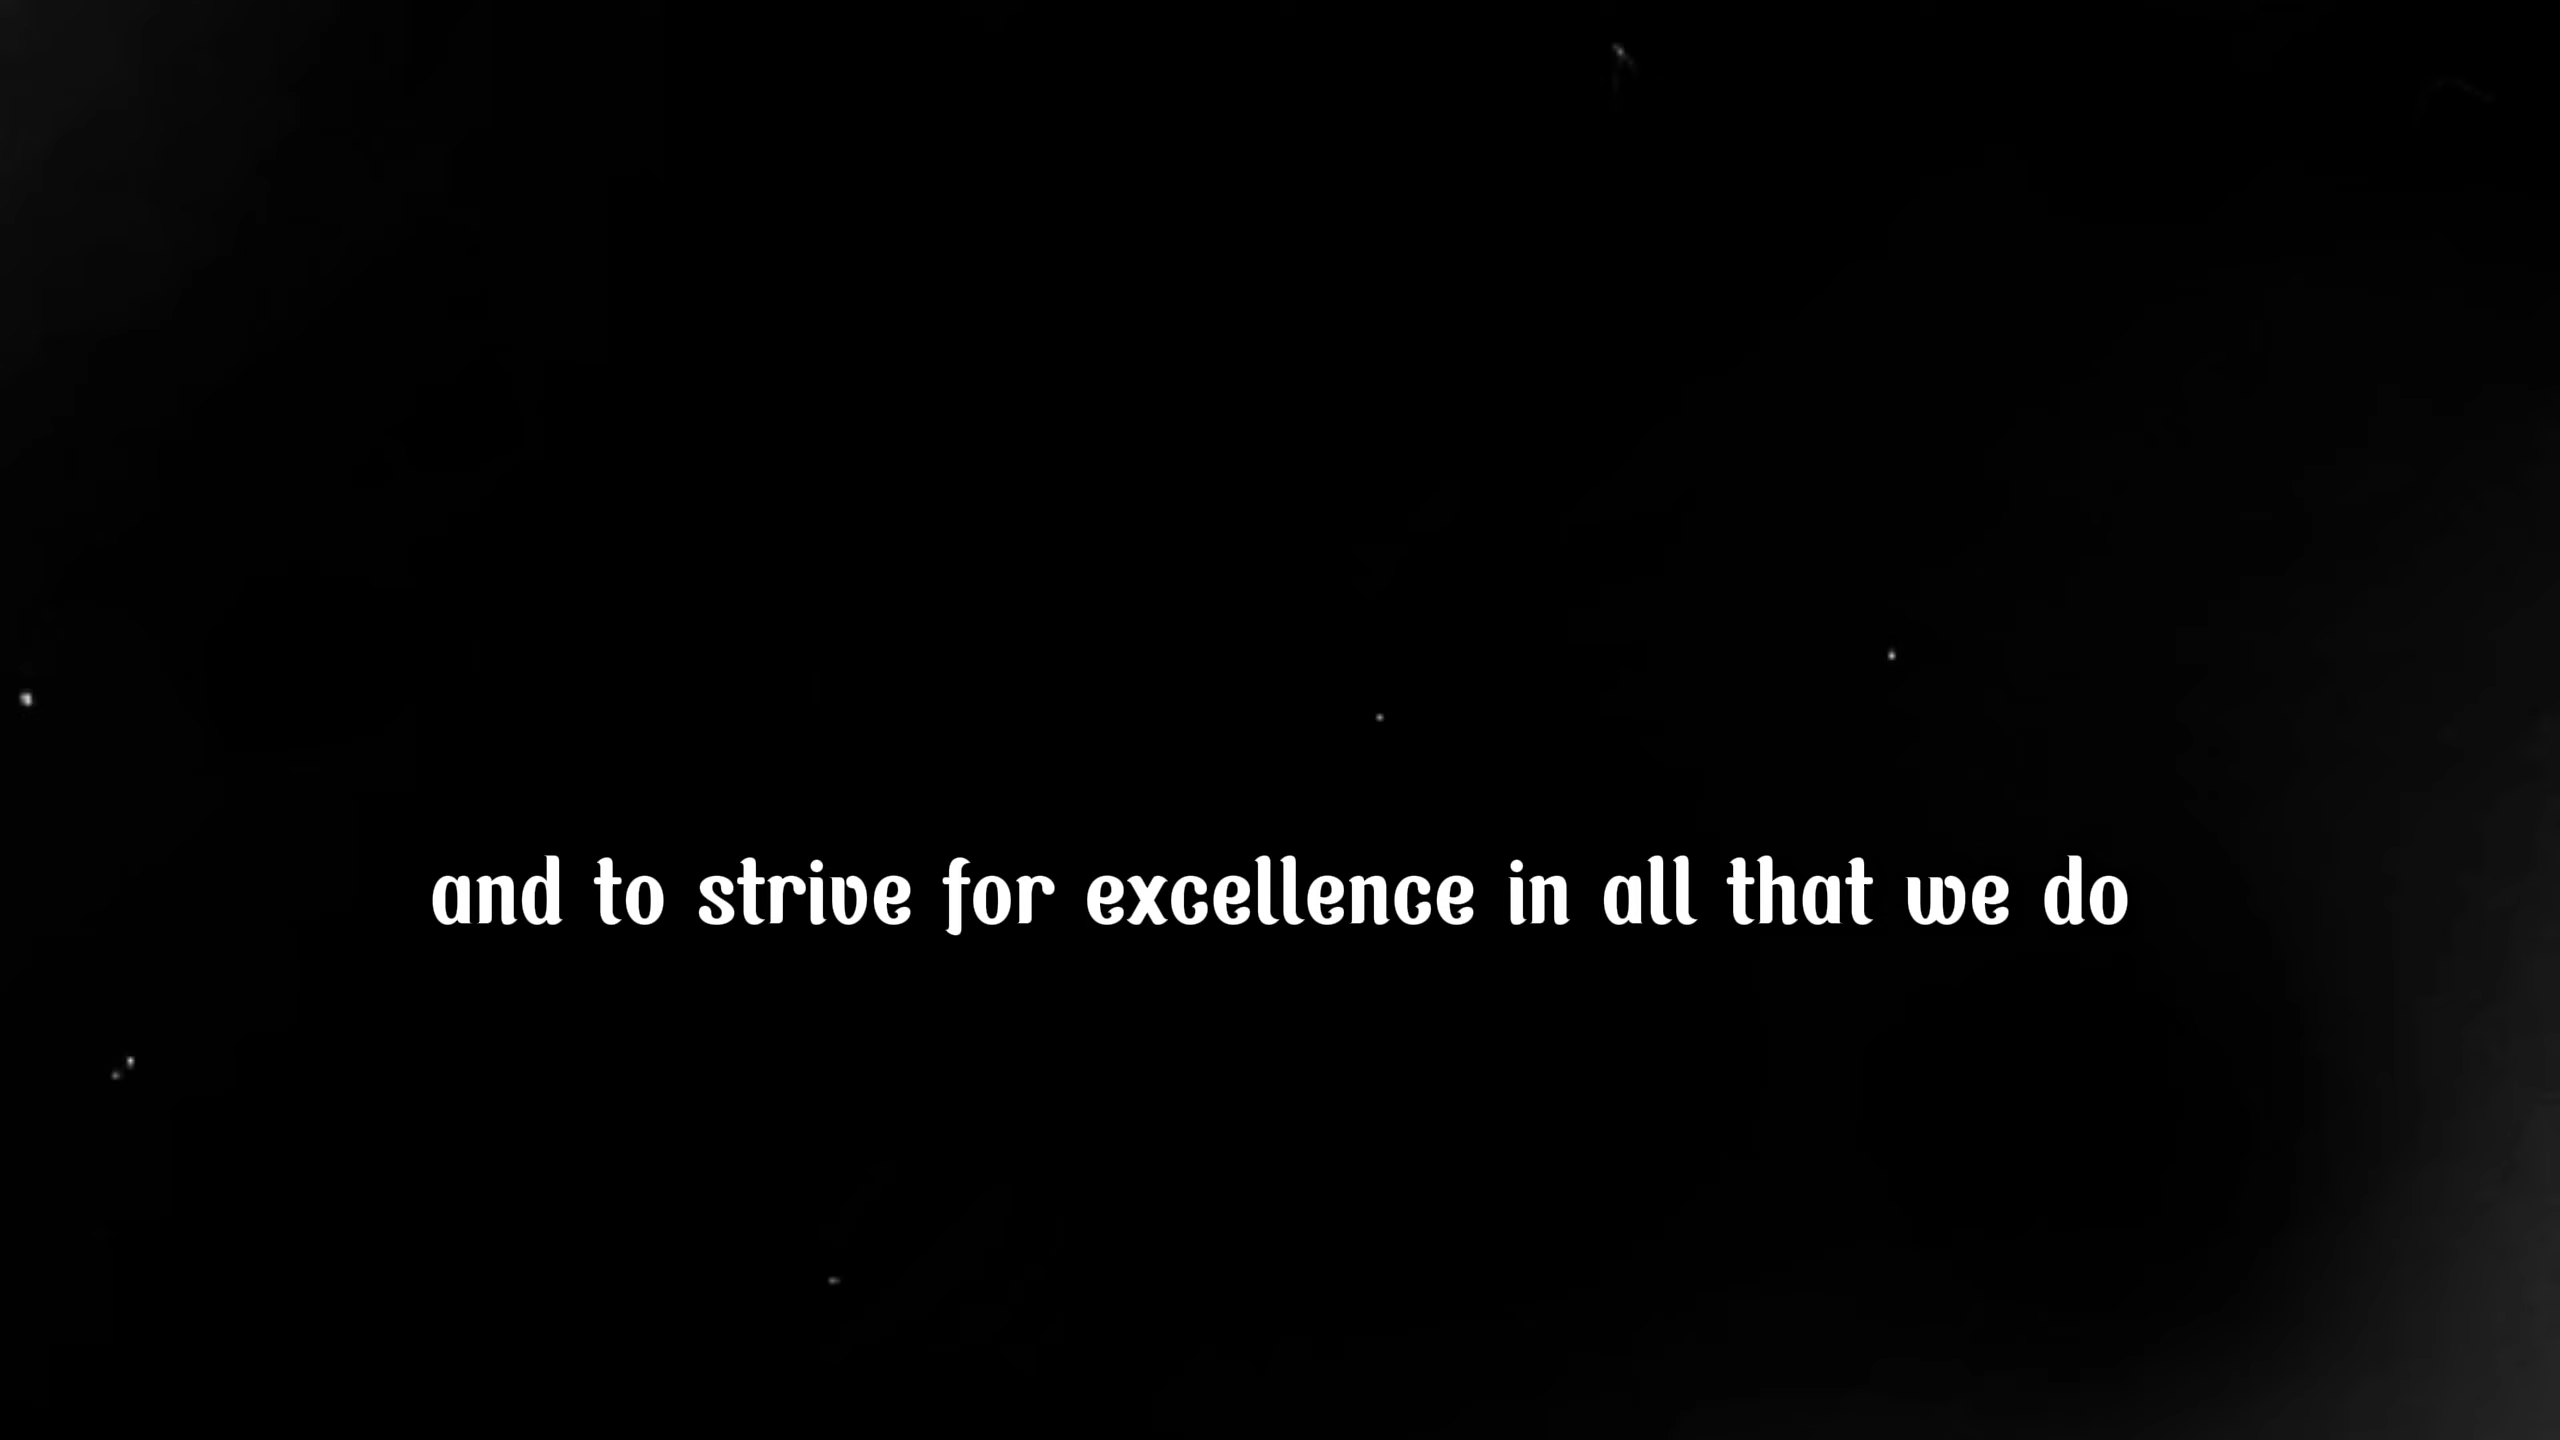 and to strive for excellence in all that we do